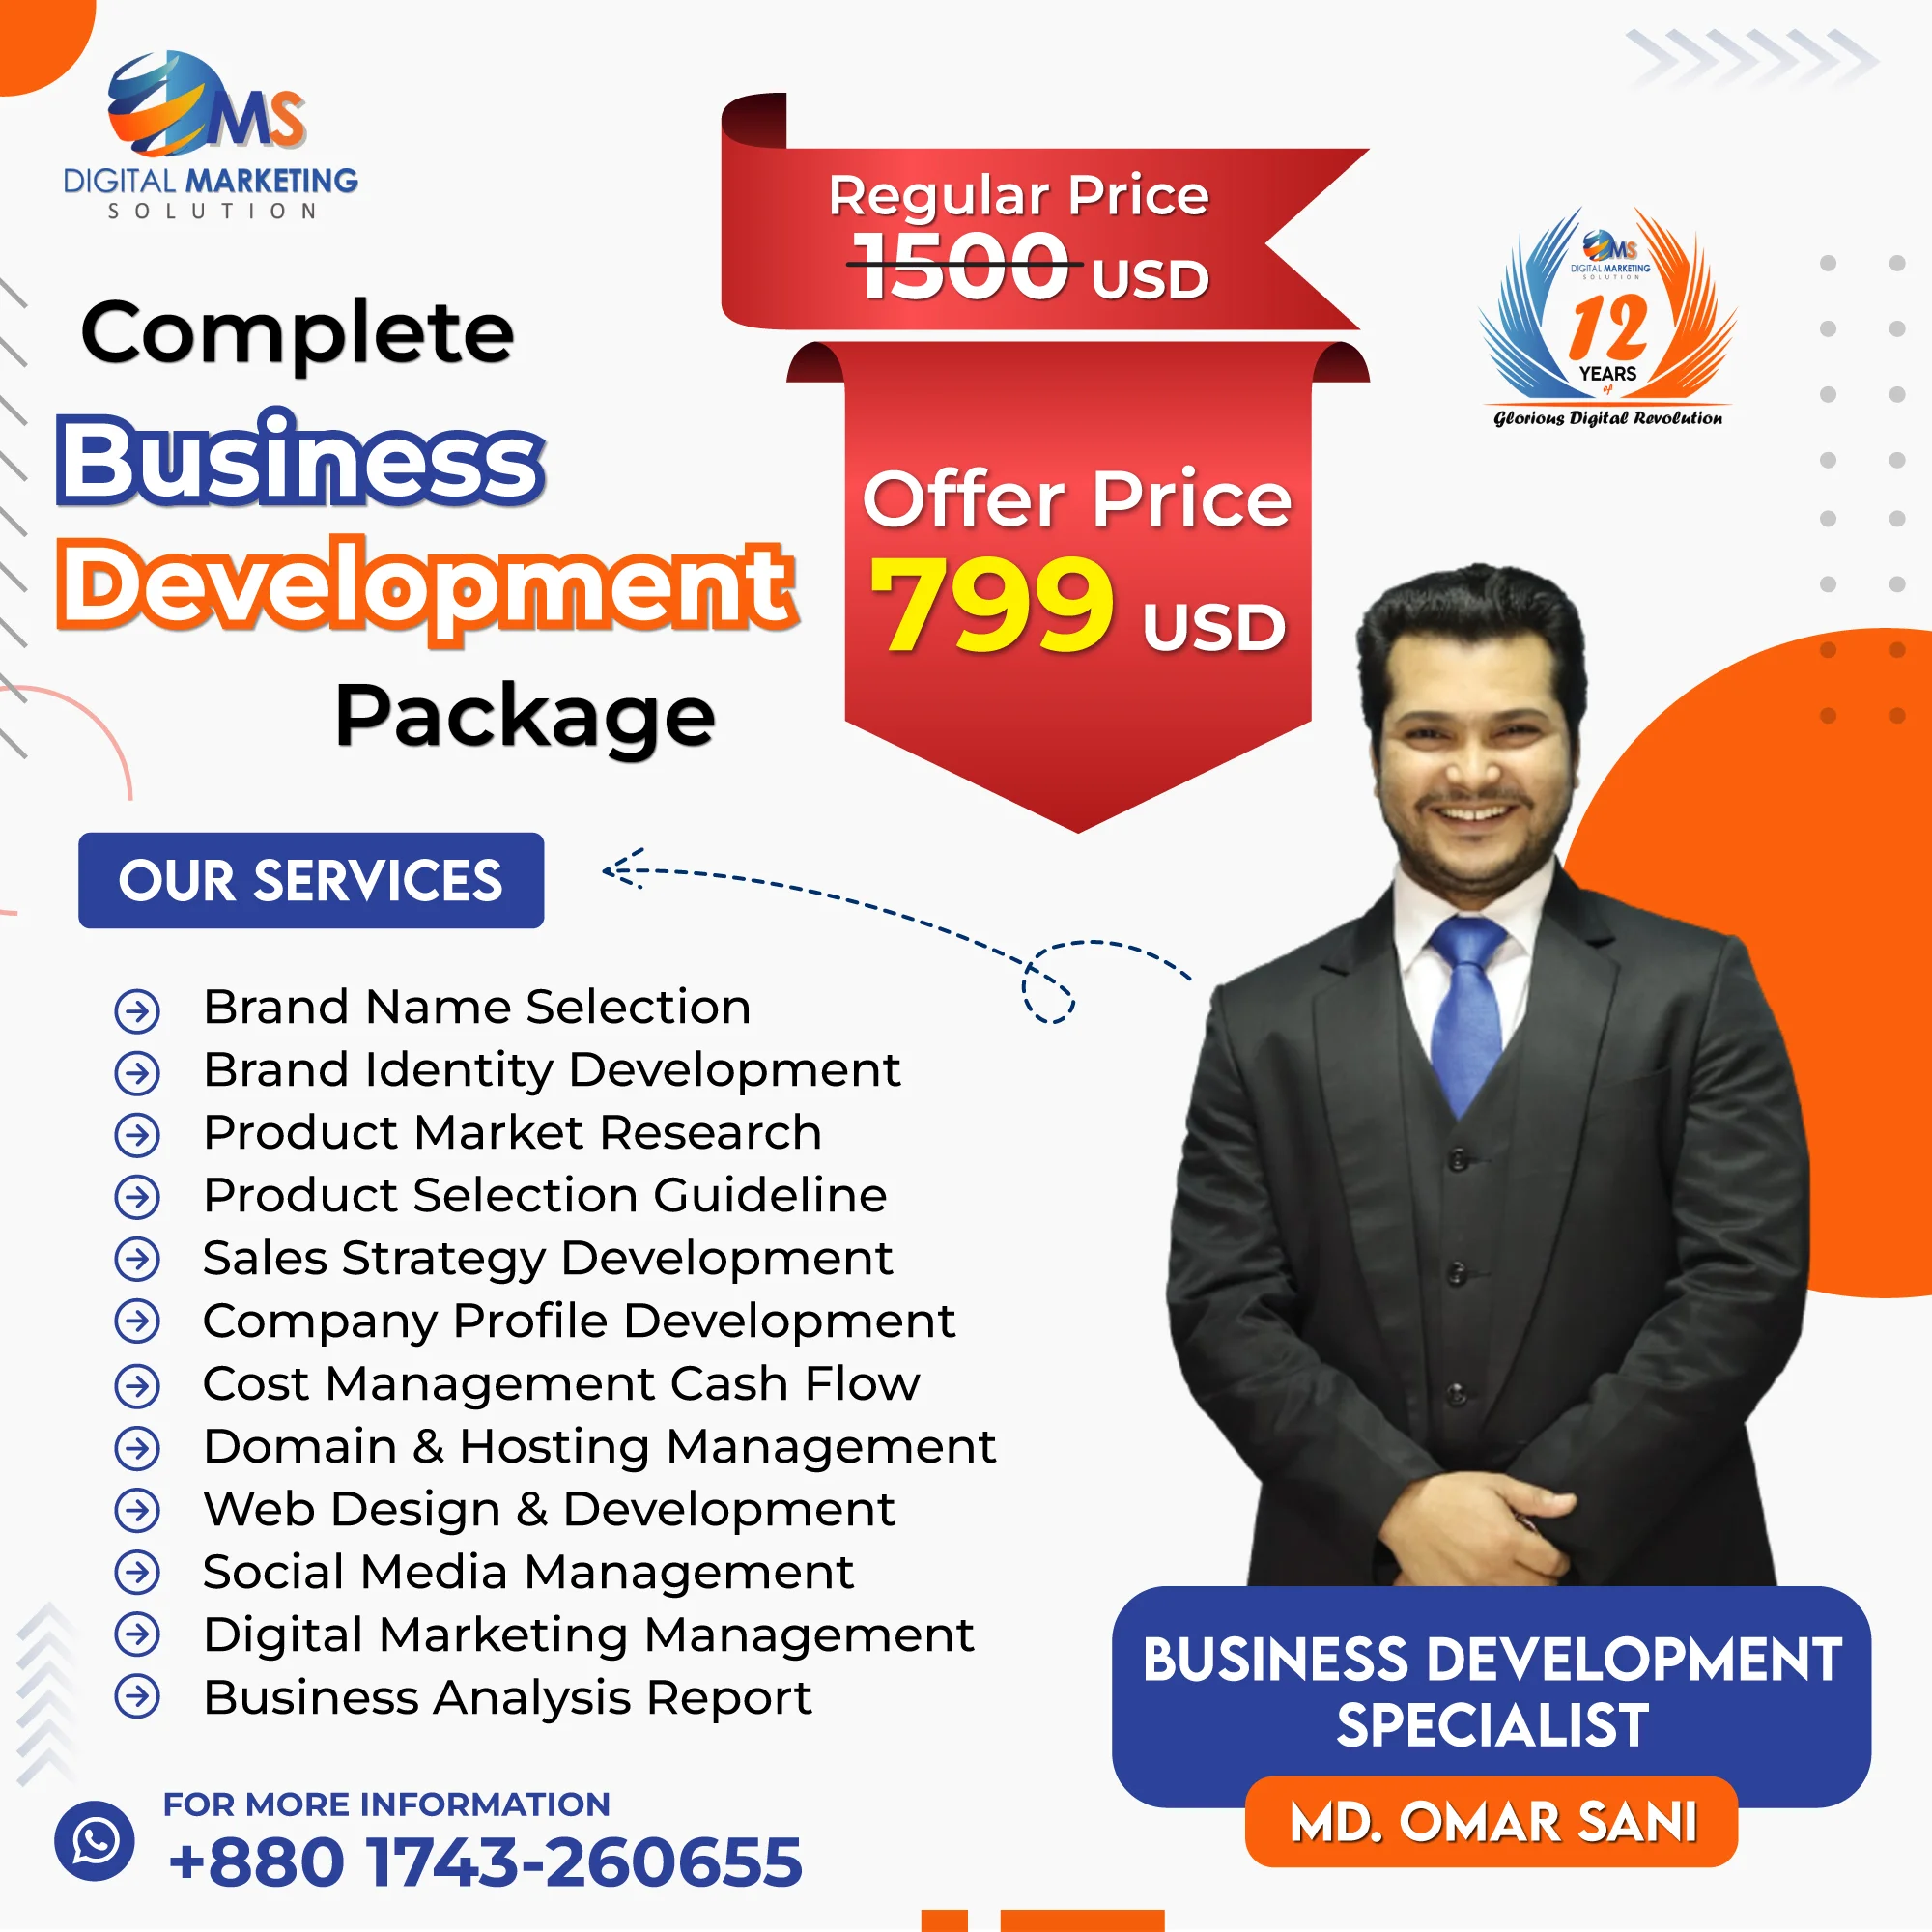 MS
DIGITAL MARKETING
SOLUTION
Regular Price
1500 USD
MS
DIGITAL MARKETING
SOLUTION
12
YEARS
of
Glorious Digital Revolution
Complete
Business
Development
Package
Offer Price
799 USD
OUR SERVICES
Brand Name Selection
Brand Identity Development
Product Market Research
Product Selection Guideline
Sales Strategy Development
Company Profile Development
Cost Management Cash Flow
Domain & Hosting Management
Web Design & Development
Social Media Management
Digital Marketing Management
Business Analysis Report
BUSINESS DEVELOPMENT
SPECIALIST
MD. OMAR SANI
FOR MORE INFORMATION
+880 1743-260655